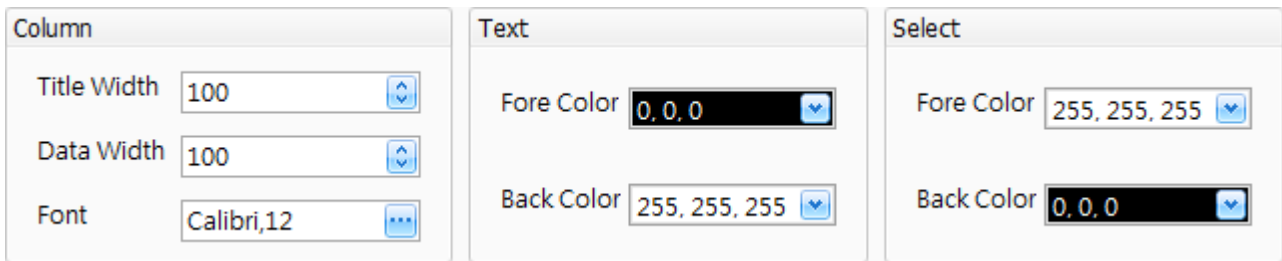 Column
Title Width 100
Data Width 100
Font Calibri,12
Text
Fore Color 0, 0, 0
Back Color 255, 255, 255
Select
Fore Color 255, 255, 255
Back Color 0, 0, 0